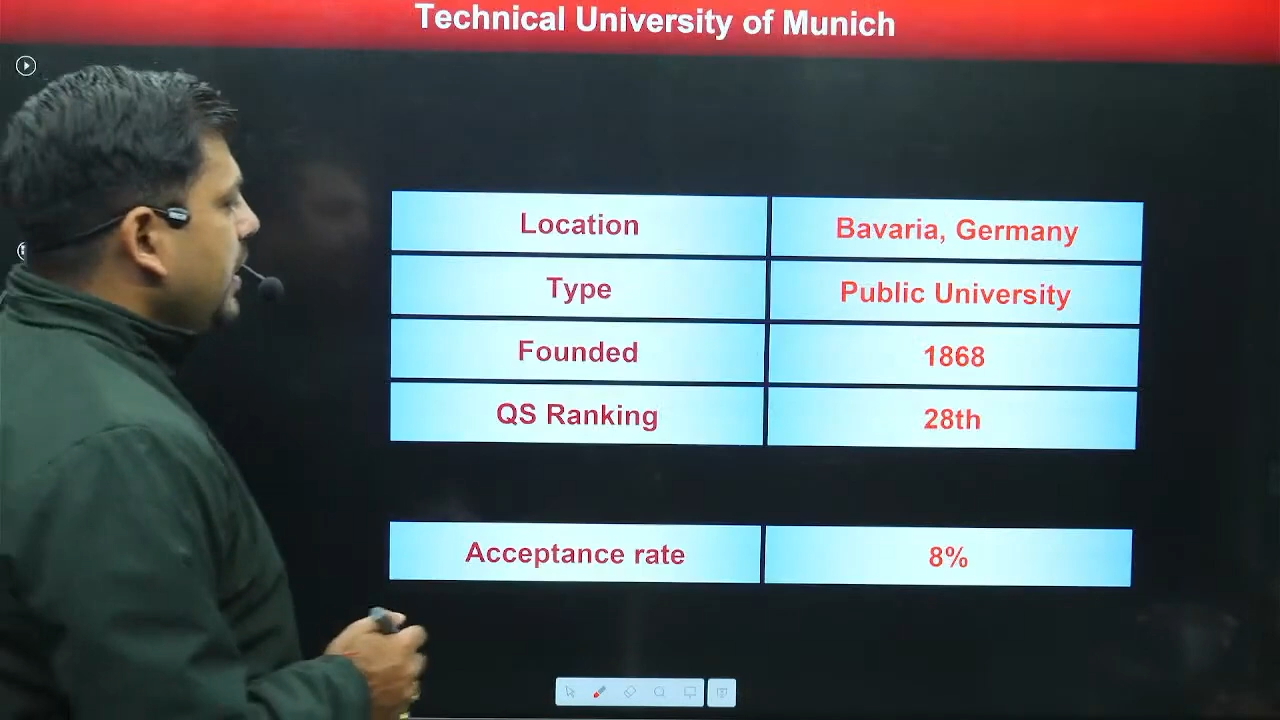 Technical University of Munich
Location Bavaria, Germany
Type Public University
Founded 1868
QS Ranking 28th
Acceptance rate 8%